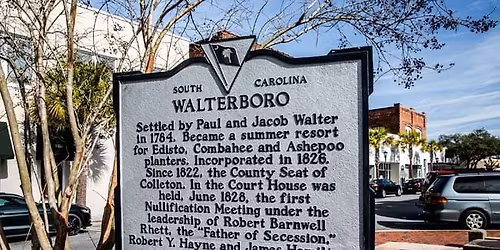 SOUTH CAROLINA
WALTERBORO
Settled by Paul and Jacob Walter
in 1784. Became a summer resort
for Edisto, Combahee and Ashepoo
planters. Incorporated in 1826.
Since 1822, the County Seat of
Colleton. In the Court House was
held, June 1828, the first
Nullification Meeting under the
leadership of Robert Barnwell
Rhett, the "Father of Secession,"
Robert Y. Hayne and James